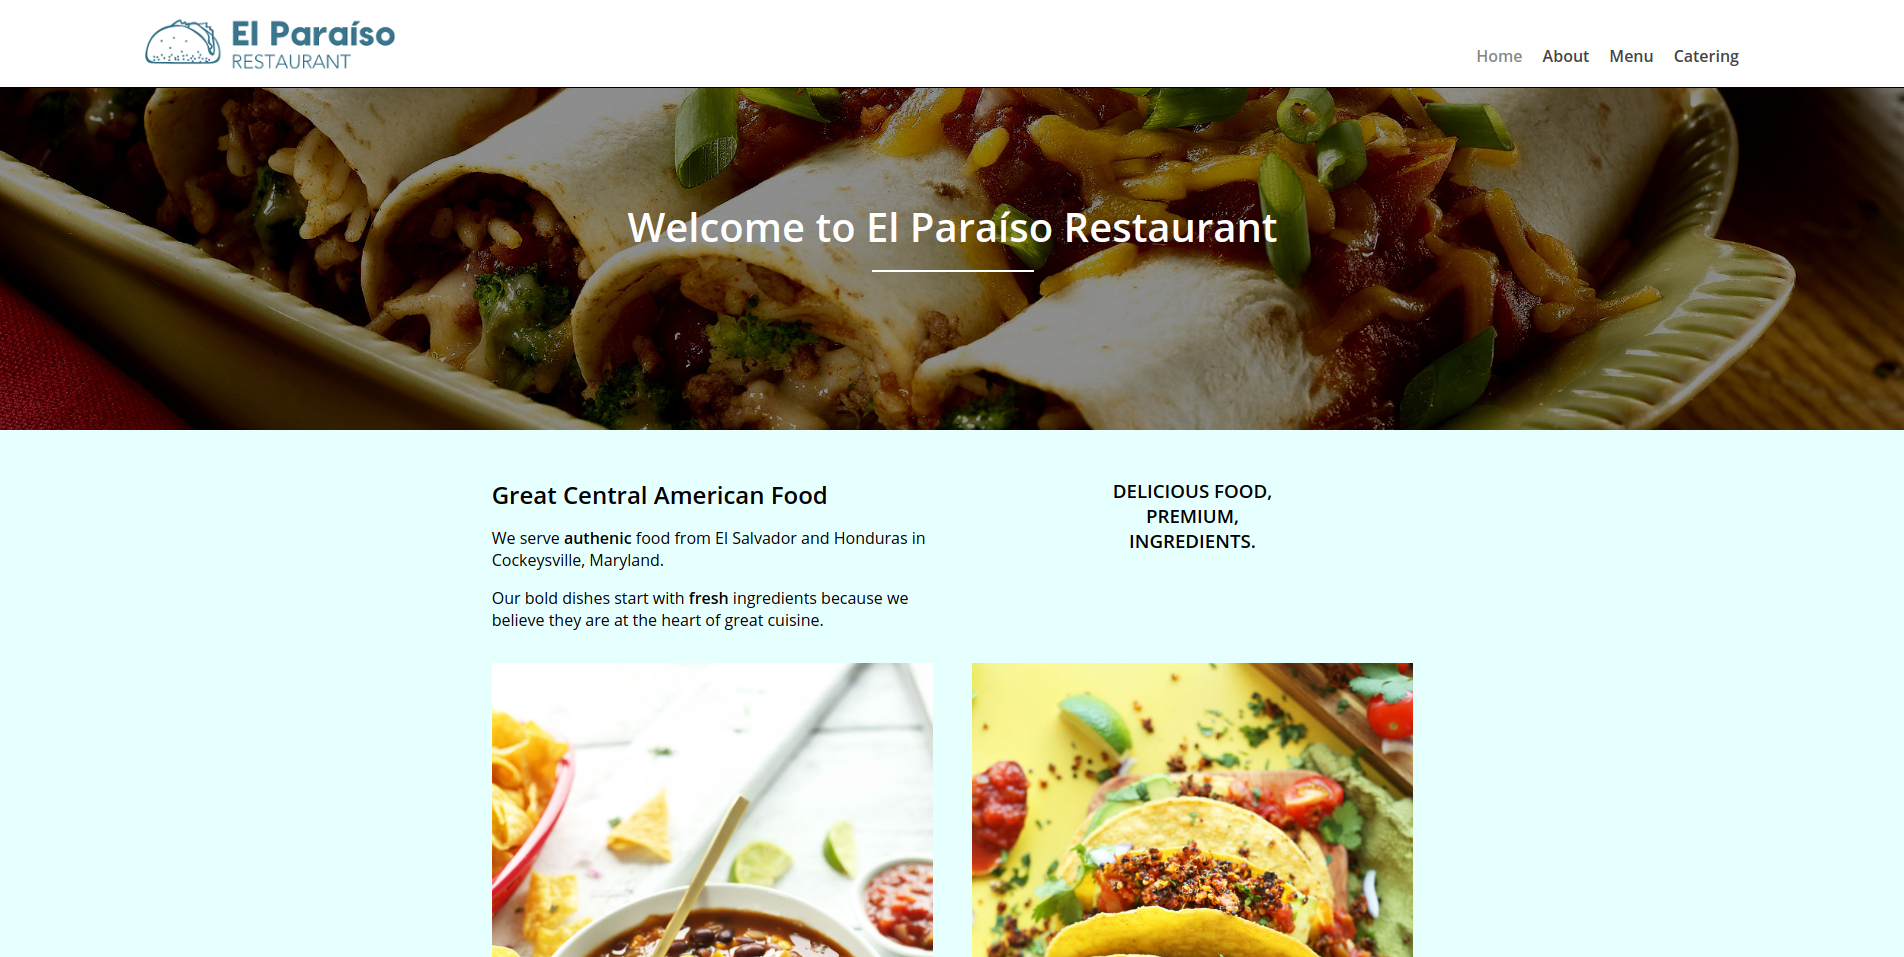 El Paraíso
RESTAURANT
Home About Menu Catering
Welcome to El Paraíso Restaurant
Great Central American Food
We serve authenic food from El Salvador and Honduras in
Cockeysville, Maryland.
Our bold dishes start with fresh ingredients because we
believe they are at the heart of great cuisine.
DELICIOUS FOOD,
PREMIUM,
INGREDIENTS.